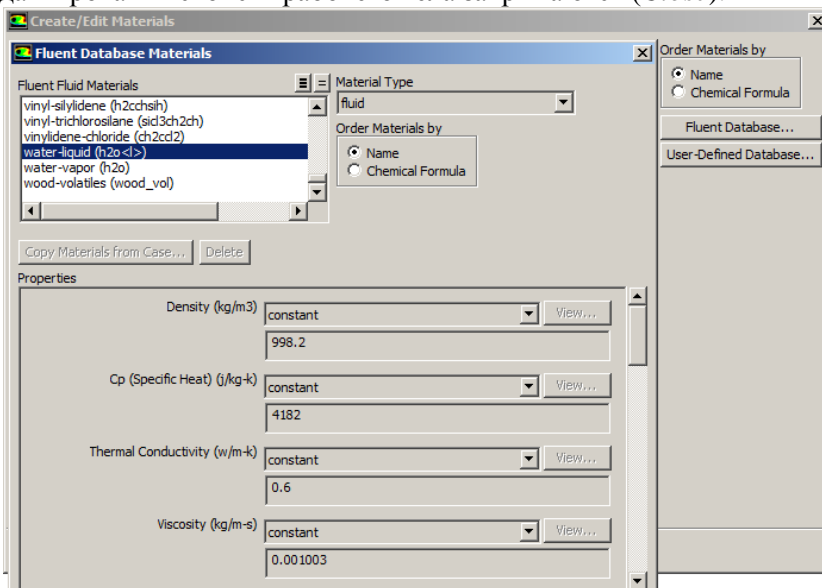 Create/Edit Materials
Fluent Database Materials
Fluent Fluid Materials
vinyl-silylidene (h2cchsih)
vinyl-trichlorosilane (sicl3ch2ch)
vinylidene-chloride (ch2ccl2)
water-liquid (h2o<l>)
water-vapor (h2o)
wood-volatiles (wood_vol)
Material Type
fluid
Order Materials by
Name
Chemical Formula
Order Materials by
Name
Chemical Formula
Fluent Database...
User-Defined Database...
Copy Materials from Case...
Delete
Properties
Density (kg/m3)
constant
View...
998.2
Cp (Specific Heat) (j/kg-k)
constant
View...
4182
Thermal Conductivity (w/m-k)
constant
View...
0.6
Viscosity (kg/m-s)
constant
View...
0.001003